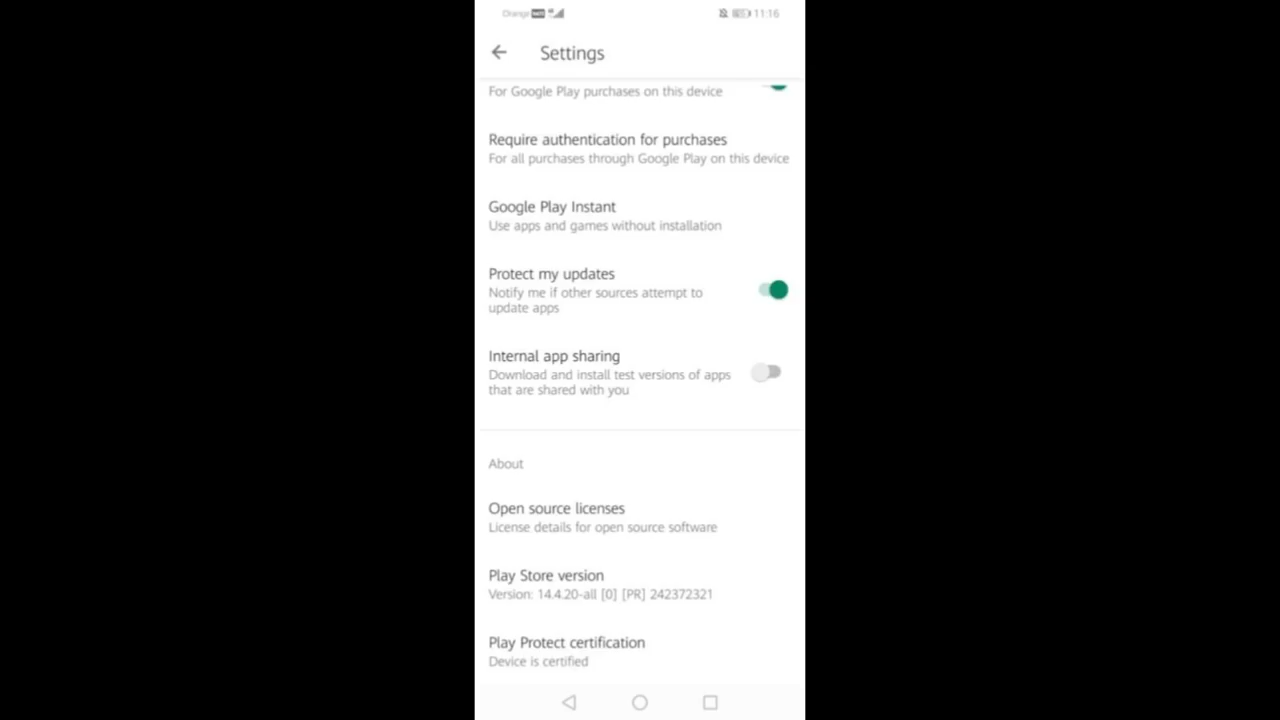 Orange
11:16
Settings
For Google Play purchases on this device
Require authentication for purchases
For all purchases through Google Play on this device
Google Play Instant
Use apps and games without installation
Protect my updates
Notify me if other sources attempt to
update apps
Internal app sharing
Download and install test versions of apps
that are shared with you
About
Open source licenses
License details for open source software
Play Store version
Version: 14.4.20-all [0] [PR] 242372321
Play Protect certification
Device is certified